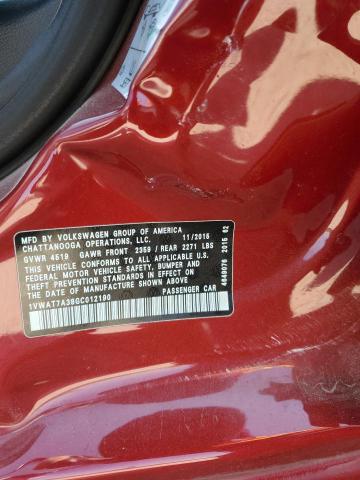 MFD BY VOLKSWAGEN GROUP OF AMERICA
CHATTANOOGA OPERATIONS, LLC. 11/2015
GVWR 4519 GAWR FRONT 2359 / REAR 2271 LBS
THIS VEHICLE CONFORMS TO ALL APPLICABLE U.S.
FEDERAL MOTOR VEHICLE SAFETY, BUMPER AND
THEFT PREVENTION STANDARDS IN EFFECT ON THE
DATE OF MANUFACTURE SHOWN ABOVE.
1VWAT7A38GC012190 PASSENGER CAR
2015 62